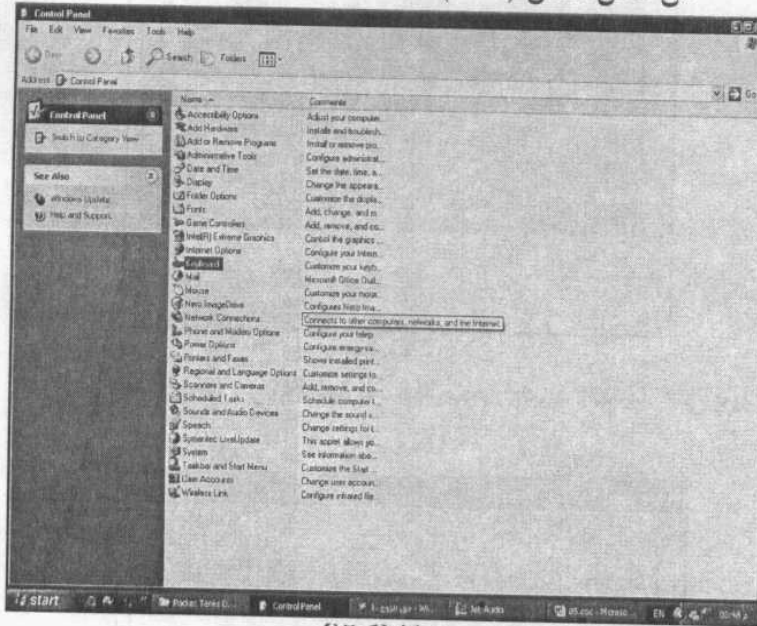 Control Panel
File Edit View Favorites Tools Help
Search Folders
Address Control Panel Go
Control Panel
Switch to Category View
See Also
Windows Update
Help and Support
Name Comments
Accessibility Options Adjust your computer
Add Hardware Installs and troublesh..
Add or Remove Programs Install or remove pro...
Administrative Tools Configure administrat...
Date and Time Set the date, time, a...
Display Change the appeara...
Folder Options Customize the displa...
Fonts Add, change, and m
Game Controllers Add, remove, and co...
Intel(R) Extreme Graphics Control the graphics ...
Internet Options Configure your Intern...
Keyboard Customize your keyb...
Mail Microsoft Office Outl...
Mouse Customize your mous...
Nero ImageDrive Configures Nero Ima...
Network Connections Connects to other computers, networks, and the Internet.
Phone and Modem Options Configure your telep
Power Options Configure energy-sa...
Printers and Faxes Shows installed print...
Regional and Language Options Customize settings fo..
Scanners and Cameras Add, remove, and co...
Scheduled Tasks Schedule computer t...
Sounds and Audio Devices Change the sound s...
Speech Change settings for t...
Symantec LiveUpdate This applet allows yo...
System See information abo...
Taskbar and Start Menu Customize the Start ...
User Accounts Change user accoun...
Wireless Link Configure infrared file
start Packet Tracer Control Panel Jet Audio 05.doc - Microso... EN